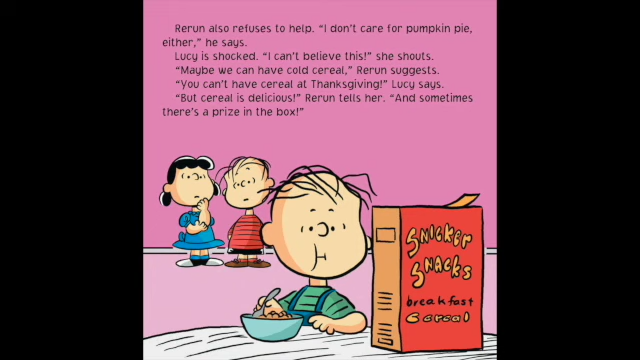 Rerun also refuses to help. “I don’t care for pumpkin pie,
either,” he says.
Lucy is shocked. “I can’t believe this!” she shouts.
“Maybe we can have cold cereal,” Rerun suggests.
“You can’t have cereal at Thanksgiving!” Lucy says.
“But cereal is delicious!” Rerun tells her. “And sometimes
there’s a prize in the box!”
SNICKER
SNACKS
breakfast
Cereal